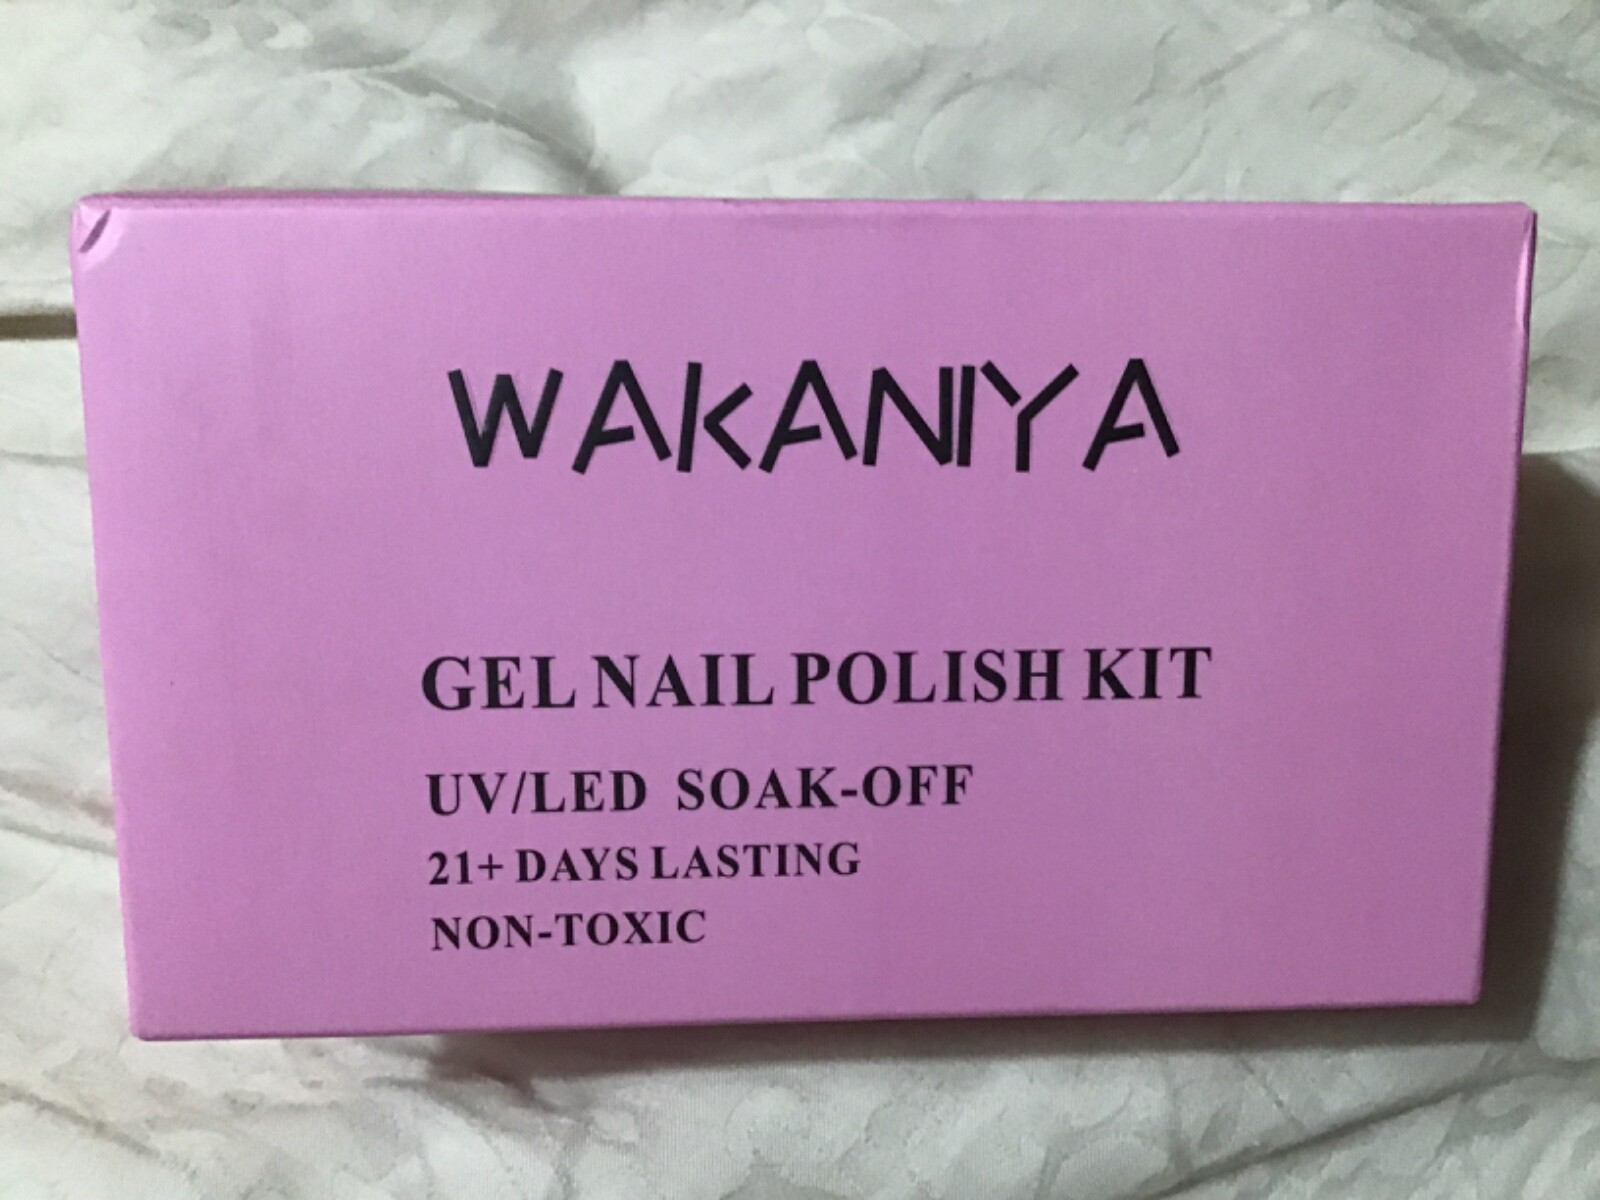 WAKANIYA
GEL NAIL POLISH KIT
UV/LED SOAK-OFF
21+ DAYS LASTING
NON-TOXIC